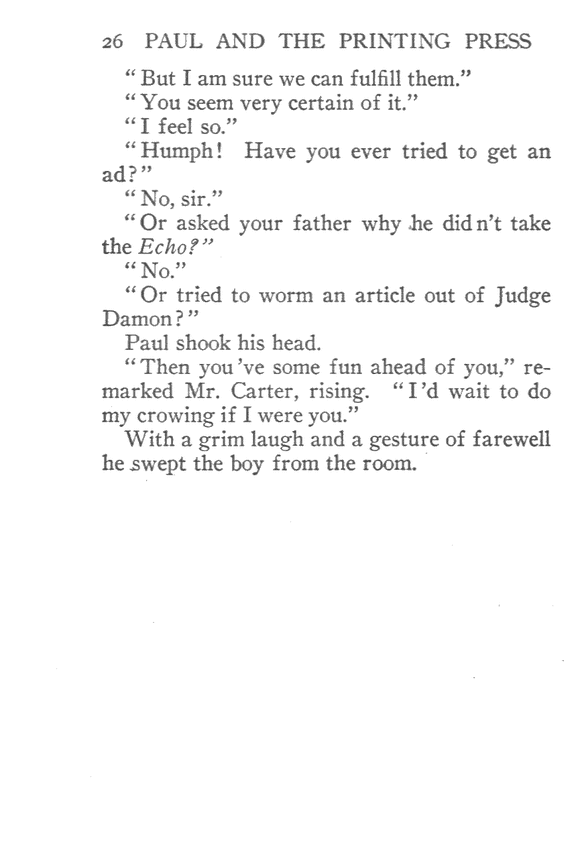 26 PAUL AND THE PRINTING PRESS
“But I am sure we can fulfill them.”
“You seem very certain of it.”
“I feel so.”
“Humph! Have you ever tried to get an
ad?”
“No, sir.”
“Or asked your father why he didn’t take
the Echo?”
“No.”
“Or tried to worm an article out of Judge
Damon?”
Paul shook his head.
“Then you’ve some fun ahead of you,” re-
marked Mr. Carter, rising. “I’d wait to do
my crowing if I were you.”
With a grim laugh and a gesture of farewell
he swept the boy from the room.